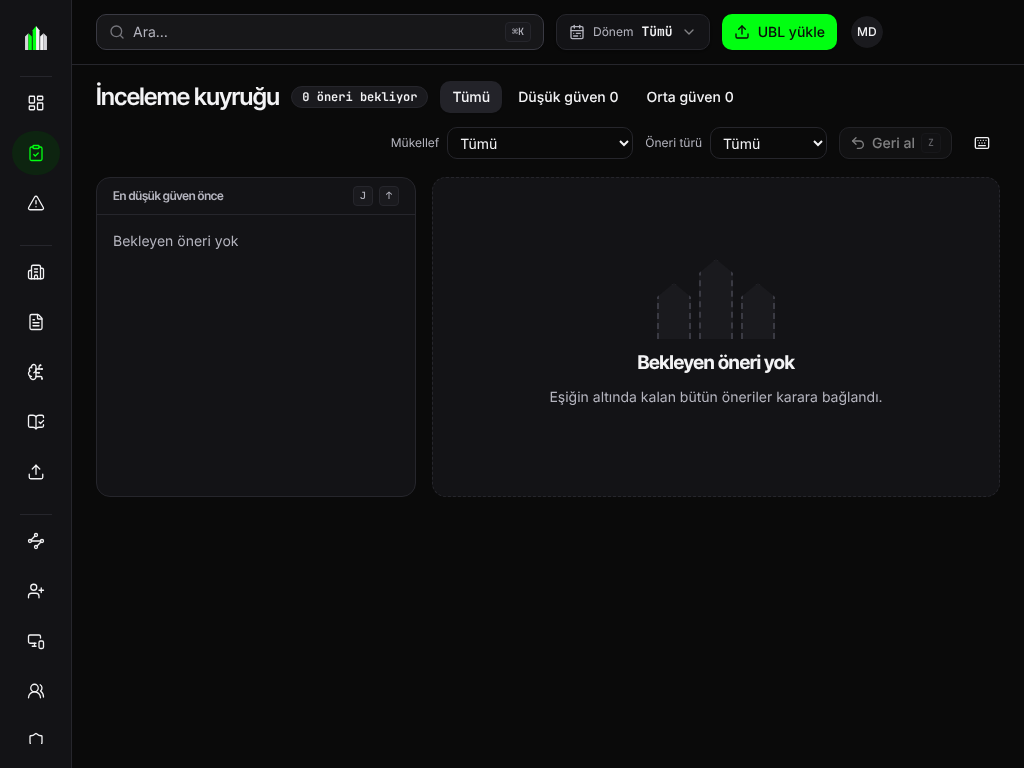 Ara...
⌘K
Dönem Tümü
UBL yükle
MD
İnceleme kuyruğu
0 öneri bekliyor
Tümü
Düşük güven 0
Orta güven 0
Mükellef
Tümü
Öneri türü
Tümü
Geri al Z
En düşük güven önce
J ↑
Bekleyen öneri yok
Bekleyen öneri yok
Eşiğin altında kalan bütün öneriler karara bağlandı.